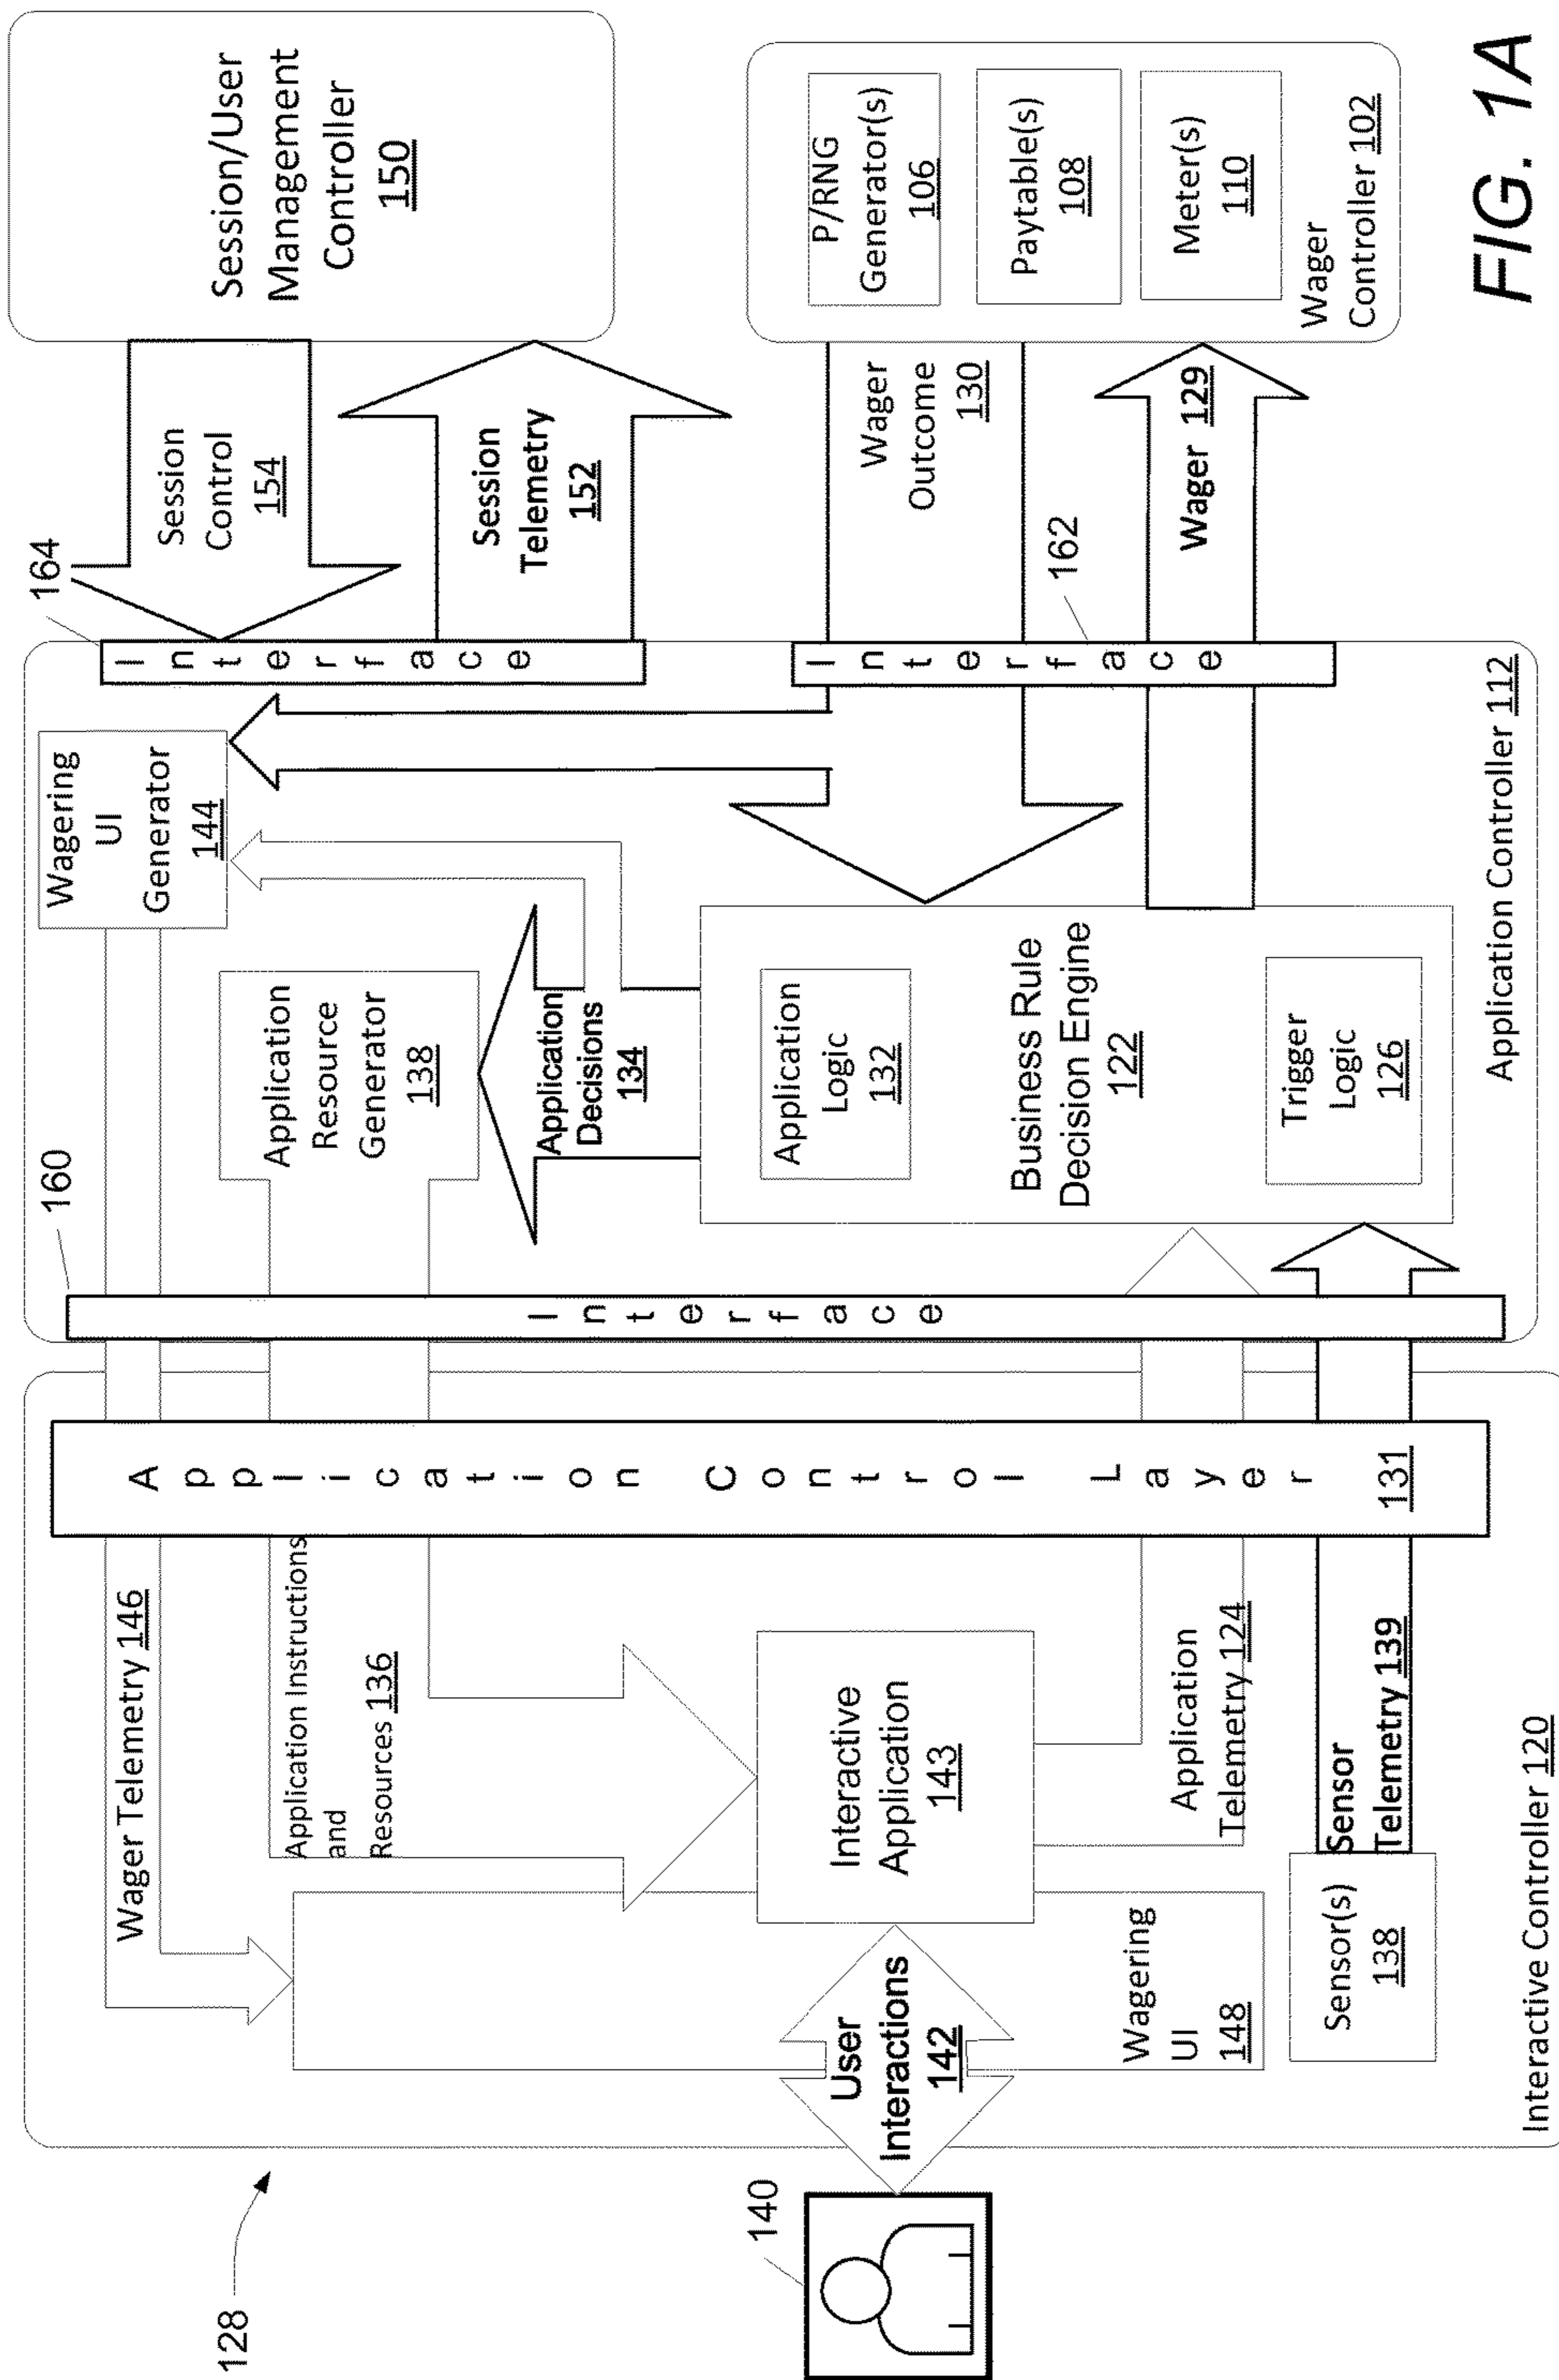 128
140
User
Interactions
142
Wager Telemetry 146
Application Instructions
and
Resources 136
Interactive
Application
143
Wagering
UI
148
Application
Telemetry 124
Sensor(s)
138
Sensor
Telemetry 139
Interactive Controller 120
Application Control Layer
131
160
Interface
Wagering
UI
Generator
144
Application
Resource
Generator
138
Application
Decisions
134
Application
Logic
132
Business Rule
Decision Engine
122
Trigger
Logic
126
Application Controller 112
164
Interface
Interface
162
Session
Control
154
Session
Telemetry
152
Wager
Outcome
130
Wager 129
Session/User
Management
Controller
150
P/RNG
Generator(s)
106
Paytable(s)
108
Meter(s)
110
Wager
Controller 102
FIG. 1A